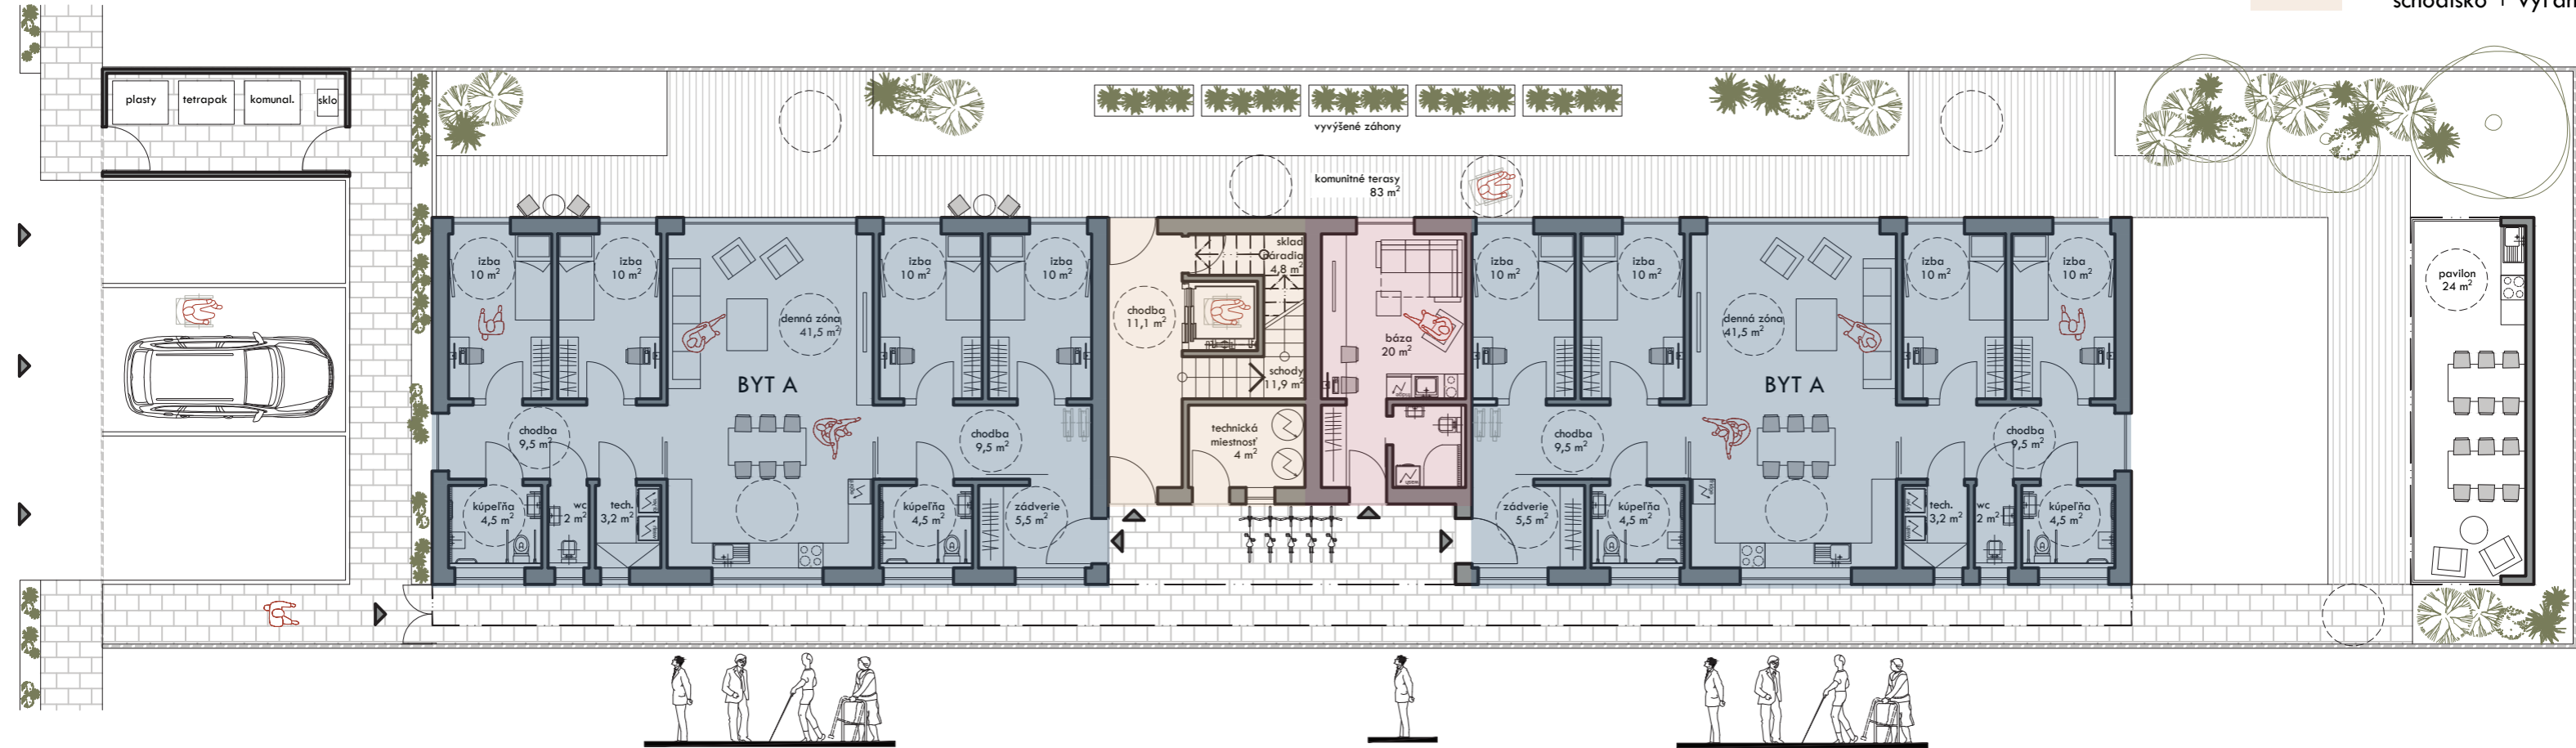 schodisko + výťah
plasty
tetrapak
komunal.
sklo
vyvýšené záhony
komunitné terasy
83 m²
izba
10 m²
izba
10 m²
denná zóna
41,5 m²
BYT A
izba
10 m²
izba
10 m²
chodba
9,5 m²
chodba
9,5 m²
kúpeľňa
4,5 m²
wc
2 m²
tech.
3,2 m²
kúpeľňa
4,5 m²
zádverie
5,5 m²
chodba
11,1 m²
sklad
náradia
4,8 m²
schody
11,9 m²
technická
miestnosť
4 m²
báza
20 m²
izba
10 m²
izba
10 m²
denná zóna
41,5 m²
BYT A
izba
10 m²
izba
10 m²
chodba
9,5 m²
chodba
9,5 m²
zádverie
5,5 m²
kúpeľňa
4,5 m²
tech.
3,2 m²
wc
2 m²
kúpeľňa
4,5 m²
pavilon
24 m²